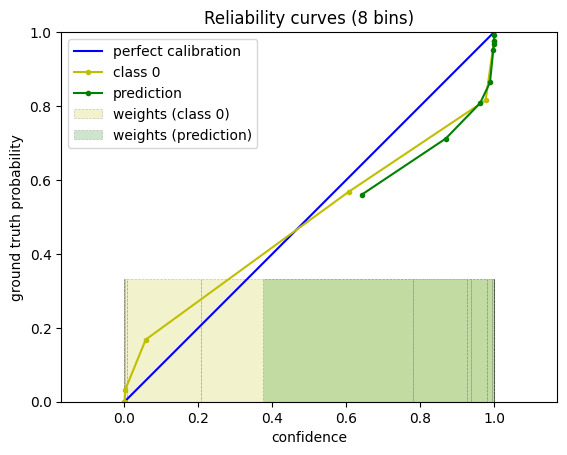 Reliability curves (8 bins)
perfect calibration
class 0
prediction
weights (class 0)
weights (prediction)
ground truth probability
1.0
0.8
0.6
0.4
0.2
0.0
0.0 0.2 0.4 0.6 0.8 1.0
confidence